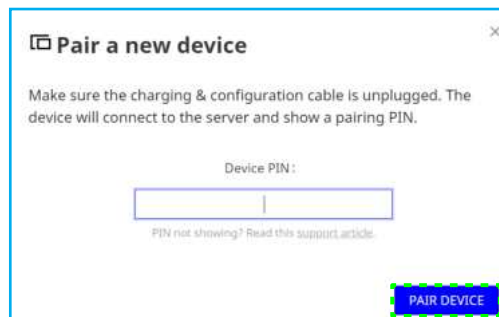 Pair a new device
Make sure the charging & configuration cable is unplugged. The
device will connect to the server and show a pairing PIN.
Device PIN:
PIN not showing? Read this support article.
PAIR DEVICE